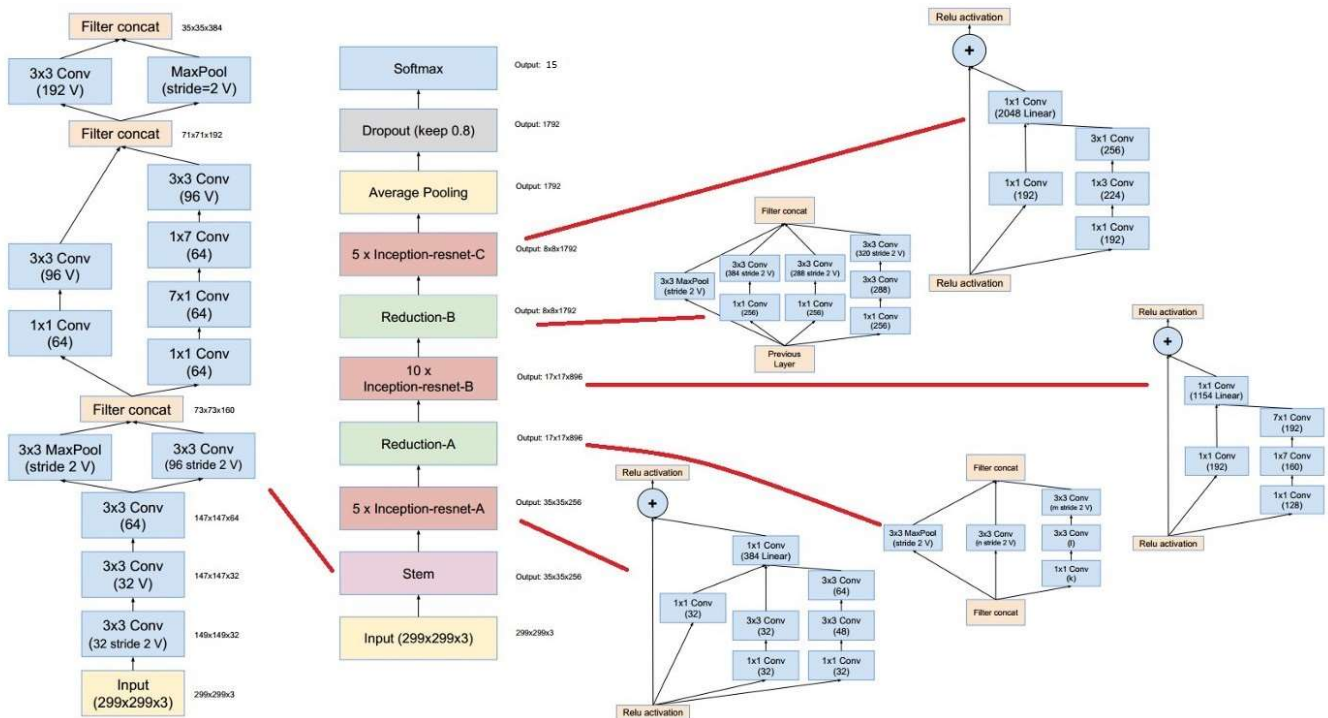 Filter concat
35x35x384
3x3 Conv
(192 V)
MaxPool
(stride=2 V)
Filter concat
71x71x192
3x3 Conv
(96 V)
1x7 Conv
(64)
3x3 Conv
(96 V)
7x1 Conv
(64)
1x1 Conv
(64)
1x1 Conv
(64)
Filter concat
73x73x160
3x3 MaxPool
(stride 2 V)
3x3 Conv
(96 stride 2 V)
3x3 Conv
(64)
147x147x64
3x3 Conv
(32 V)
147x147x32
3x3 Conv
(32 stride 2 V)
149x149x32
Input
(299x299x3)
299x299x3
Softmax
Output: 15
Dropout (keep 0.8)
Output: 1792
Average Pooling
Output: 1792
5 x Inception-resnet-C
Output: 8x8x1792
Reduction-B
Output: 8x8x1792
10 x
Inception-resnet-B
Output: 17x17x896
Reduction-A
Output: 17x17x896
5 x Inception-resnet-A
Output: 35x35x256
Stem
Output: 35x35x256
Input (299x299x3)
299x299x3
Relu activation
+
1x1 Conv
(2048 Linear)
3x1 Conv
(256)
1x1 Conv
(192)
1x3 Conv
(224)
1x1 Conv
(192)
Relu activation
Filter concat
3x3 MaxPool
(stride 2 V)
3x3 Conv
(384 stride 2 V)
3x3 Conv
(288 stride 2 V)
3x3 Conv
(320 stride 2 V)
3x3 Conv
(288)
1x1 Conv
(256)
1x1 Conv
(256)
1x1 Conv
(256)
Previous
Layer
Relu activation
+
1x1 Conv
(1154 Linear)
7x1 Conv
(192)
1x1 Conv
(192)
1x7 Conv
(160)
1x1 Conv
(128)
Relu activation
Filter concat
3x3 MaxPool
(stride 2 V)
3x3 Conv
(n stride 2 V)
3x3 Conv
(m stride 2 V)
3x3 Conv
(l)
1x1 Conv
(k)
Filter concat
Relu activation
+
1x1 Conv
(384 Linear)
1x1 Conv
(32)
3x3 Conv
(32)
3x3 Conv
(64)
3x3 Conv
(48)
1x1 Conv
(32)
1x1 Conv
(32)
Relu activation